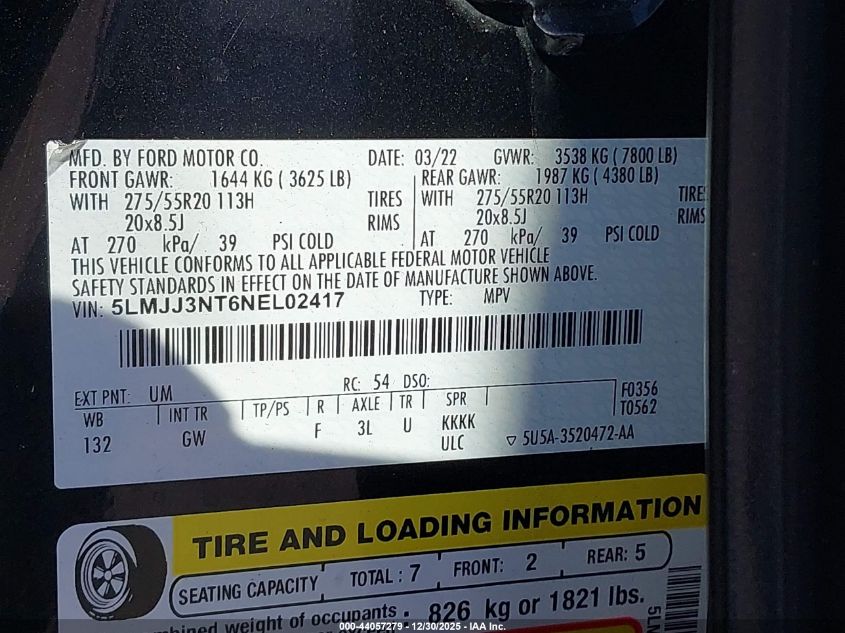 MFD. BY FORD MOTOR CO. DATE: 03/22 GVWR: 3538 KG ( 7800 LB)
FRONT GAWR: 1644 KG ( 3625 LB) REAR GAWR: 1987 KG ( 4380 LB)
WITH 275/55R20 113H TIRES WITH 275/55R20 113H TIRE
20x8.5J RIMS 20x8.5J RIMS
AT 270 kPa/ 39 PSI COLD AT 270 kPa/ 39 PSI COLD
THIS VEHICLE CONFORMS TO ALL APPLICABLE FEDERAL MOTOR VEHICLE
SAFETY STANDARDS IN EFFECT ON THE DATE OF MANUFACTURE SHOWN ABOVE.
VIN: 5LMJJ3NT6NEL02417 TYPE: MPV
EXT PNT: UM RC: 54 DSO: F0356
WB INT TR TP/PS R AXLE TR SPR T0562
132 GW F 3L U KKKK
ULC ▽ 5U5A-3520472-AA
TIRE AND LOADING INFORMATION
SEATING CAPACITY TOTAL : 7 FRONT: 2 REAR: 5
mbined weight of occupants 826 kg or 1821 lbs.
5LM
000-44057279 - 12/30/2025 - IAA Inc.